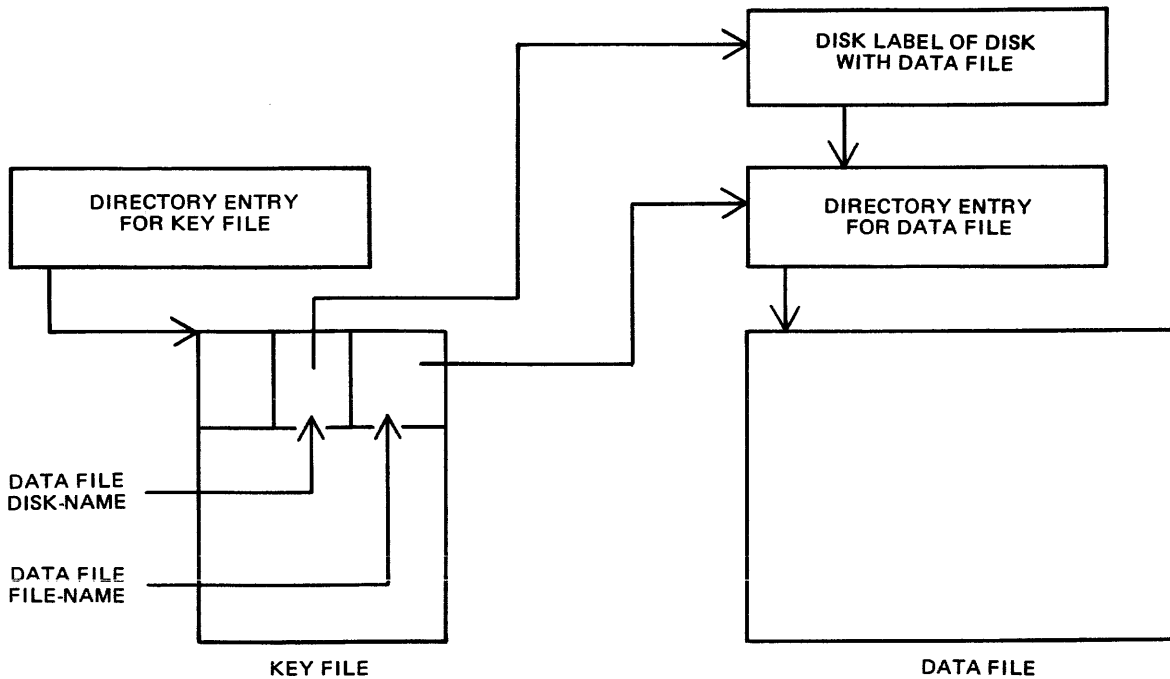 DISK LABEL OF DISK
WITH DATA FILE
DIRECTORY ENTRY
FOR KEY FILE
DIRECTORY ENTRY
FOR DATA FILE
DATA FILE
DISK-NAME
DATA FILE
FILE-NAME
KEY FILE
DATA FILE